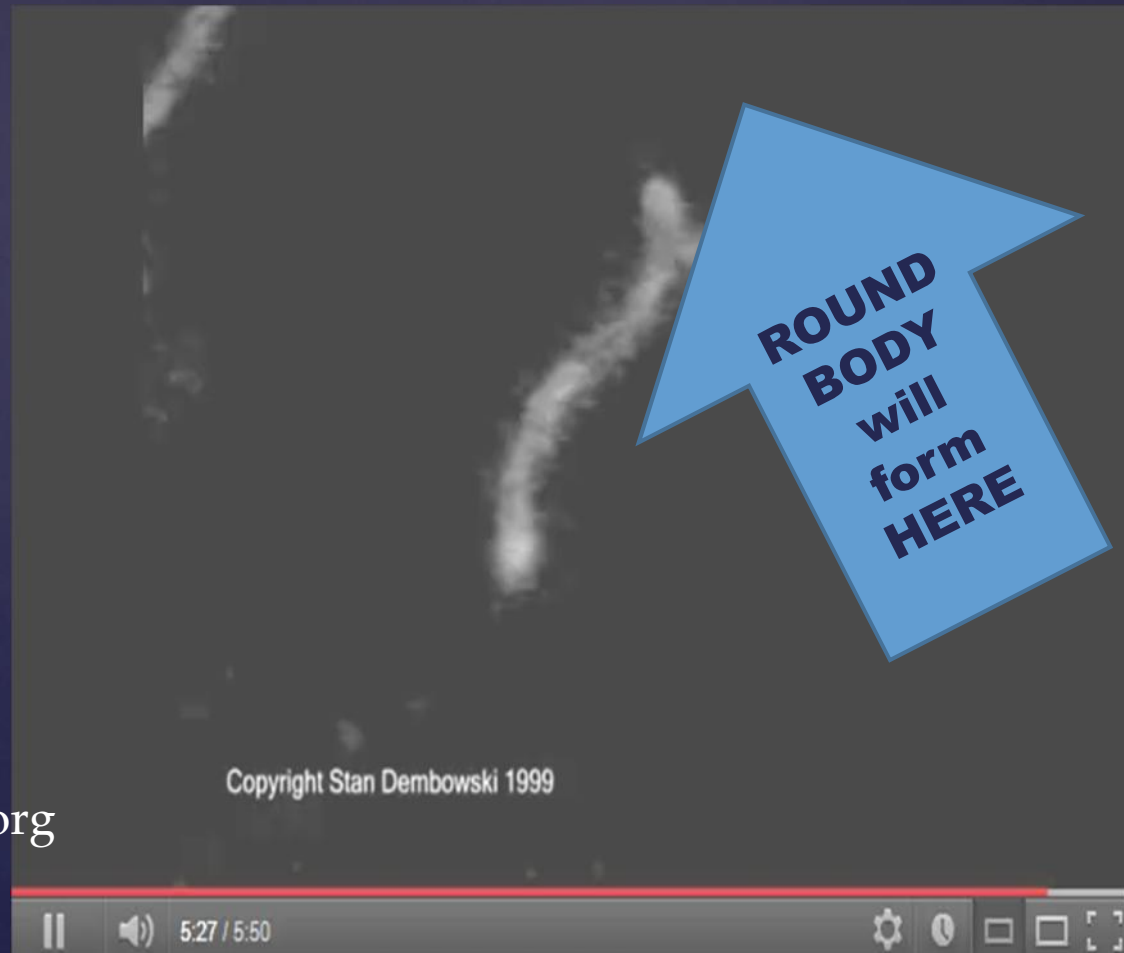 ROUND
BODY
will
form
HERE
Copyright Stan Dembowski 1999
org
5:27 / 5:50